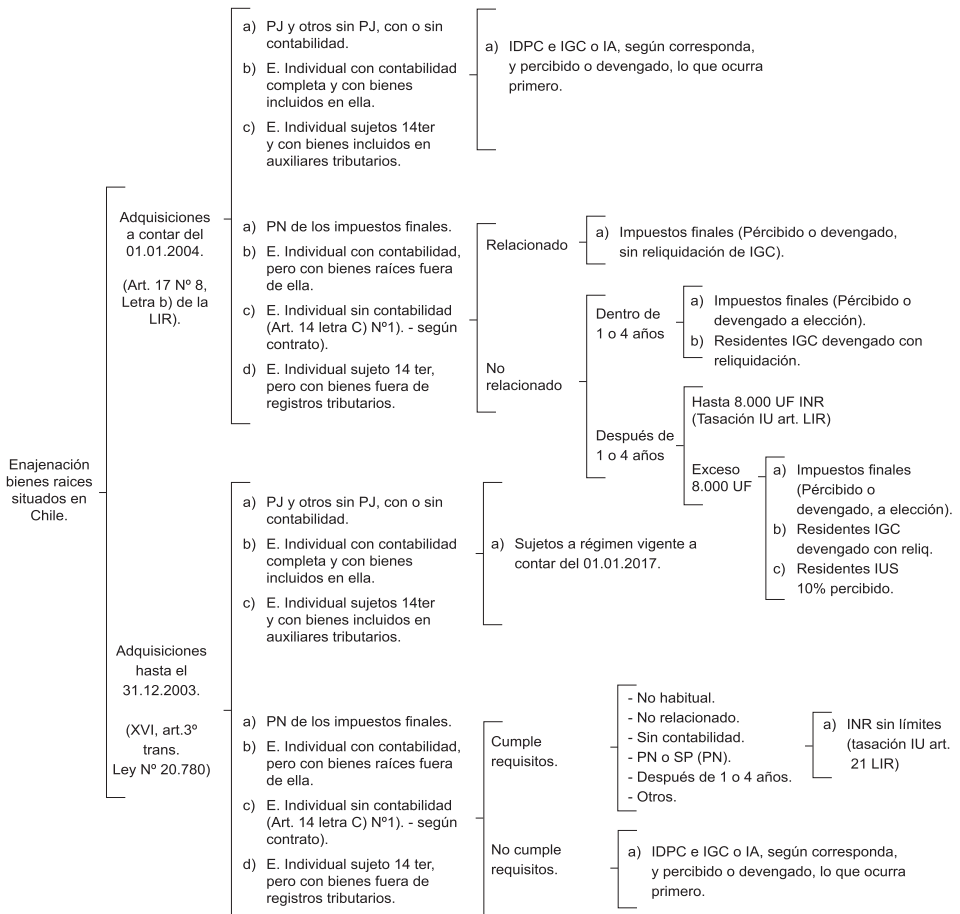 Enajenación
bienes raices
situados en
Chile.
Adquisiciones
a contar del
01.01.2004.
(Art. 17 Nº 8,
Letra b) de la
LIR).
a) PJ y otros sin PJ, con o sin
contabilidad.
b) E. Individual con contabilidad
completa y con bienes
incluidos en ella.
c) E. Individual sujetos 14ter
y con bienes incluidos en
auxiliares tributarios.
a) IDPC e IGC o IA, según corresponda,
y percibido o devengado, lo que ocurra
primero.
a) PN de los impuestos finales.
b) E. Individual con contabilidad,
pero con bienes raíces fuera
de ella.
c) E. Individual sin contabilidad
(Art. 14 letra C) Nº1). - según
contrato).
d) E. Individual sujeto 14 ter,
pero con bienes fuera de
registros tributarios.
Relacionado
a) Impuestos finales (Pércibido o devengado,
sin reliquidación de IGC).
No
relacionado
Dentro de
1 o 4 años
a) Impuestos finales (Pércibido o
devengado a elección).
b) Residentes IGC devengado con
reliquidación.
Después de
1 o 4 años
Hasta 8.000 UF INR
(Tasación IU art. LIR)
Exceso
8.000 UF
a) Impuestos finales
(Pércibido o
devengado, a elección).
b) Residentes IGC
devengado con reliq.
c) Residentes IUS
10% percibido.
Adquisiciones
hasta el
31.12.2003.
(XVI, art.3º
trans.
Ley Nº 20.780)
a) PJ y otros sin PJ, con o sin
contabilidad.
b) E. Individual con contabilidad
completa y con bienes
incluidos en ella.
c) E. Individual sujetos 14ter
y con bienes incluidos en
auxiliares tributarios.
a) Sujetos a régimen vigente a
contar del 01.01.2017.
a) PN de los impuestos finales.
b) E. Individual con contabilidad,
pero con bienes raíces fuera
de ella.
c) E. Individual sin contabilidad
(Art. 14 letra C) Nº1). - según
contrato).
d) E. Individual sujeto 14 ter,
pero con bienes fuera de
registros tributarios.
Cumple
requisitos.
- No habitual.
- No relacionado.
- Sin contabilidad.
- PN o SP (PN).
- Después de 1 o 4 años.
- Otros.
a) INR sin límites
(tasación IU art.
21 LIR)
No cumple
requisitos.
a) IDPC e IGC o IA, según corresponda,
y percibido o devengado, lo que ocurra
primero.